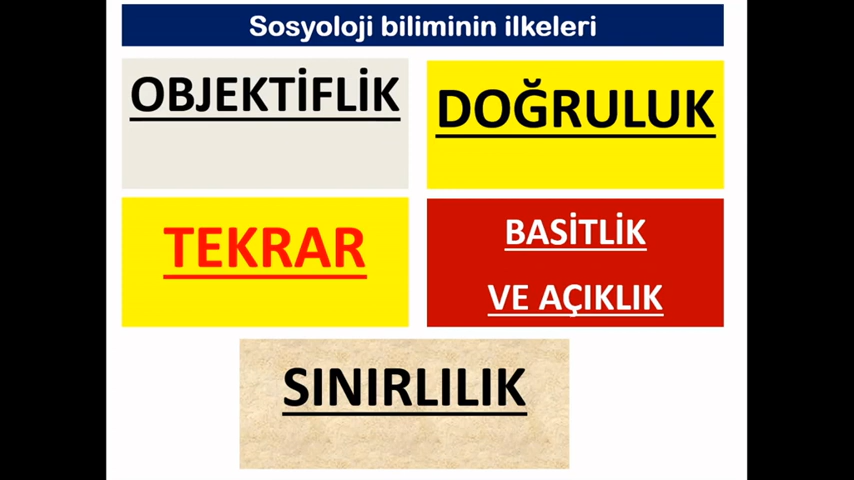 Sosyoloji biliminin ilkeleri
OBJEKTİFLİK
DOĞRULUK
TEKRAR
BASİTLİK
VE AÇIKLIK
SINIRLILIK